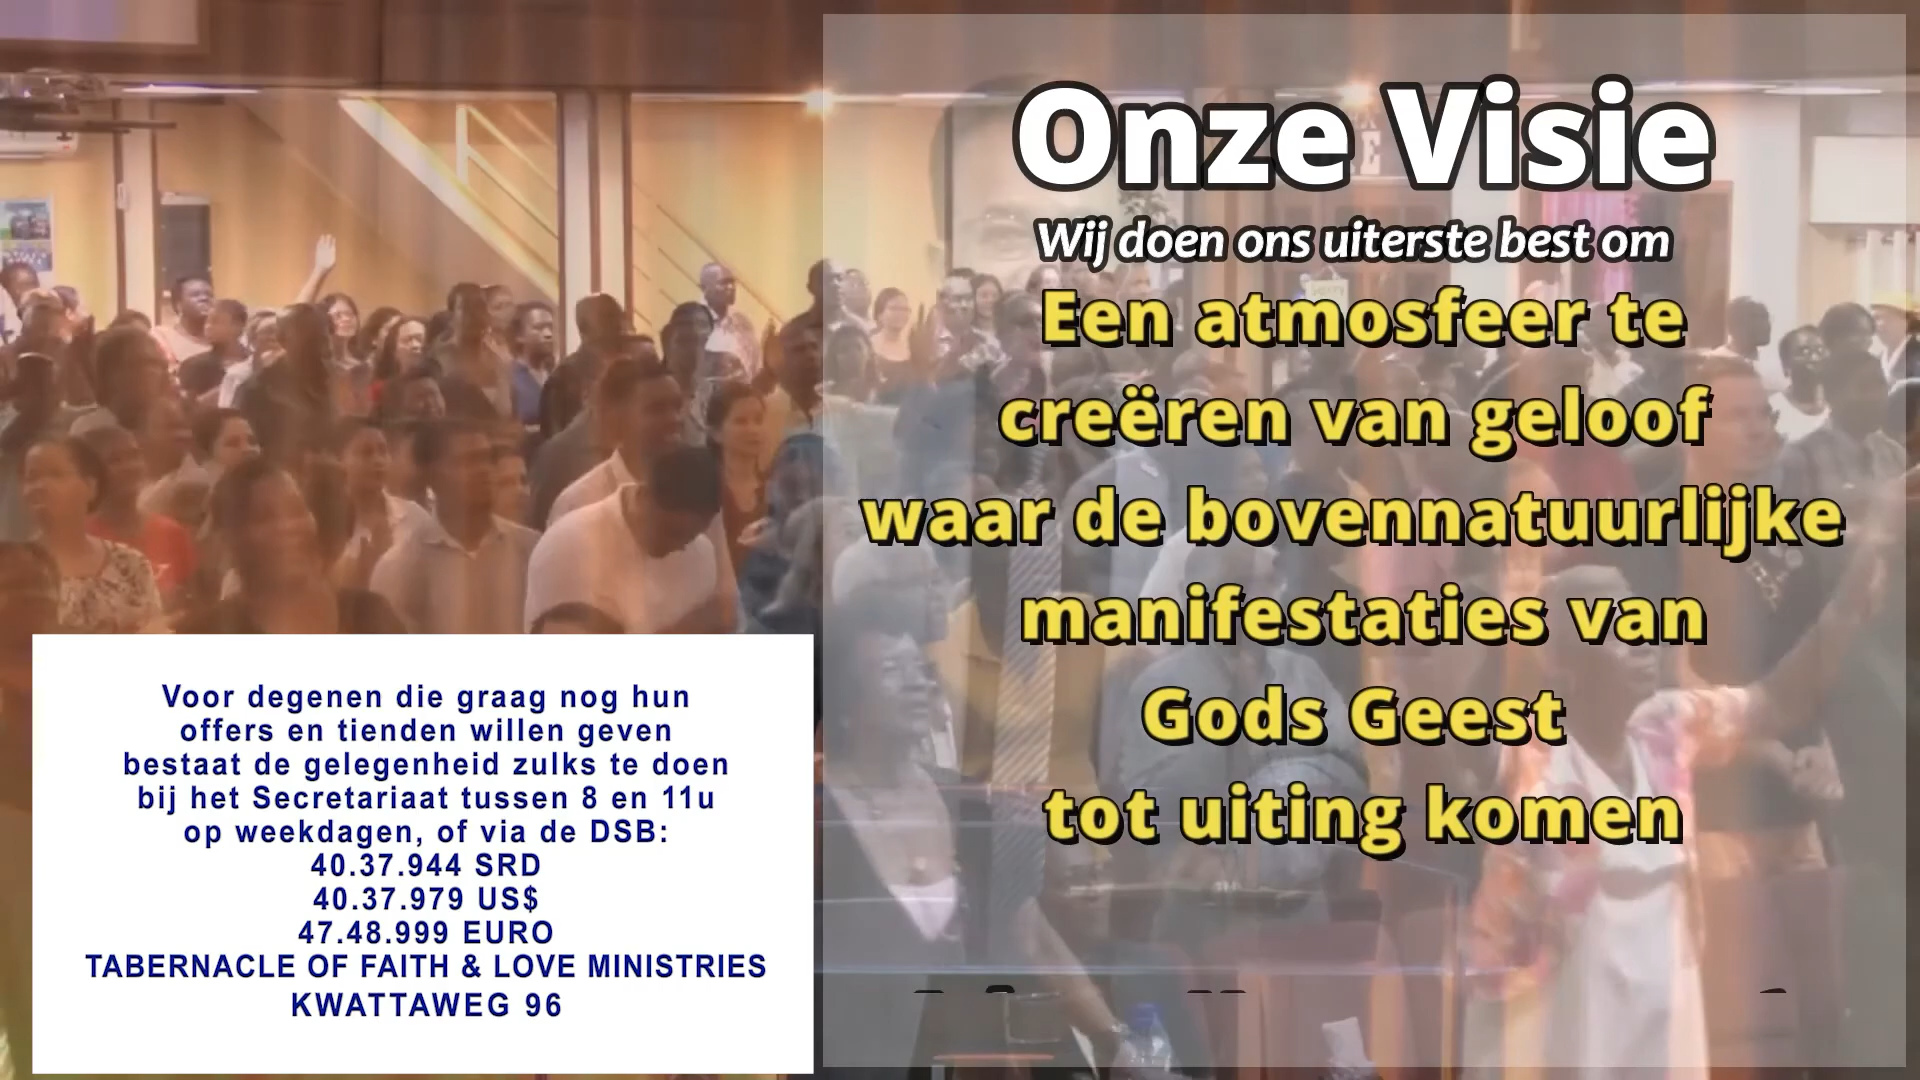 Onze Visie
Wij doen ons uiterste best om
Een atmosfeer te
creëren van geloof
waar de bovennatuurlijke
manifestaties van
Gods Geest
tot uiting komen
Voor degenen die graag nog hun
offers en tienden willen geven
bestaat de gelegenheid zulks te doen
bij het Secretariaat tussen 8 en 11u
op weekdagen, of via de DSB:
40.37.944 SRD
40.37.979 US$
47.48.999 EURO
TABERNACLE OF FAITH & LOVE MINISTRIES
KWATTAWEG 96